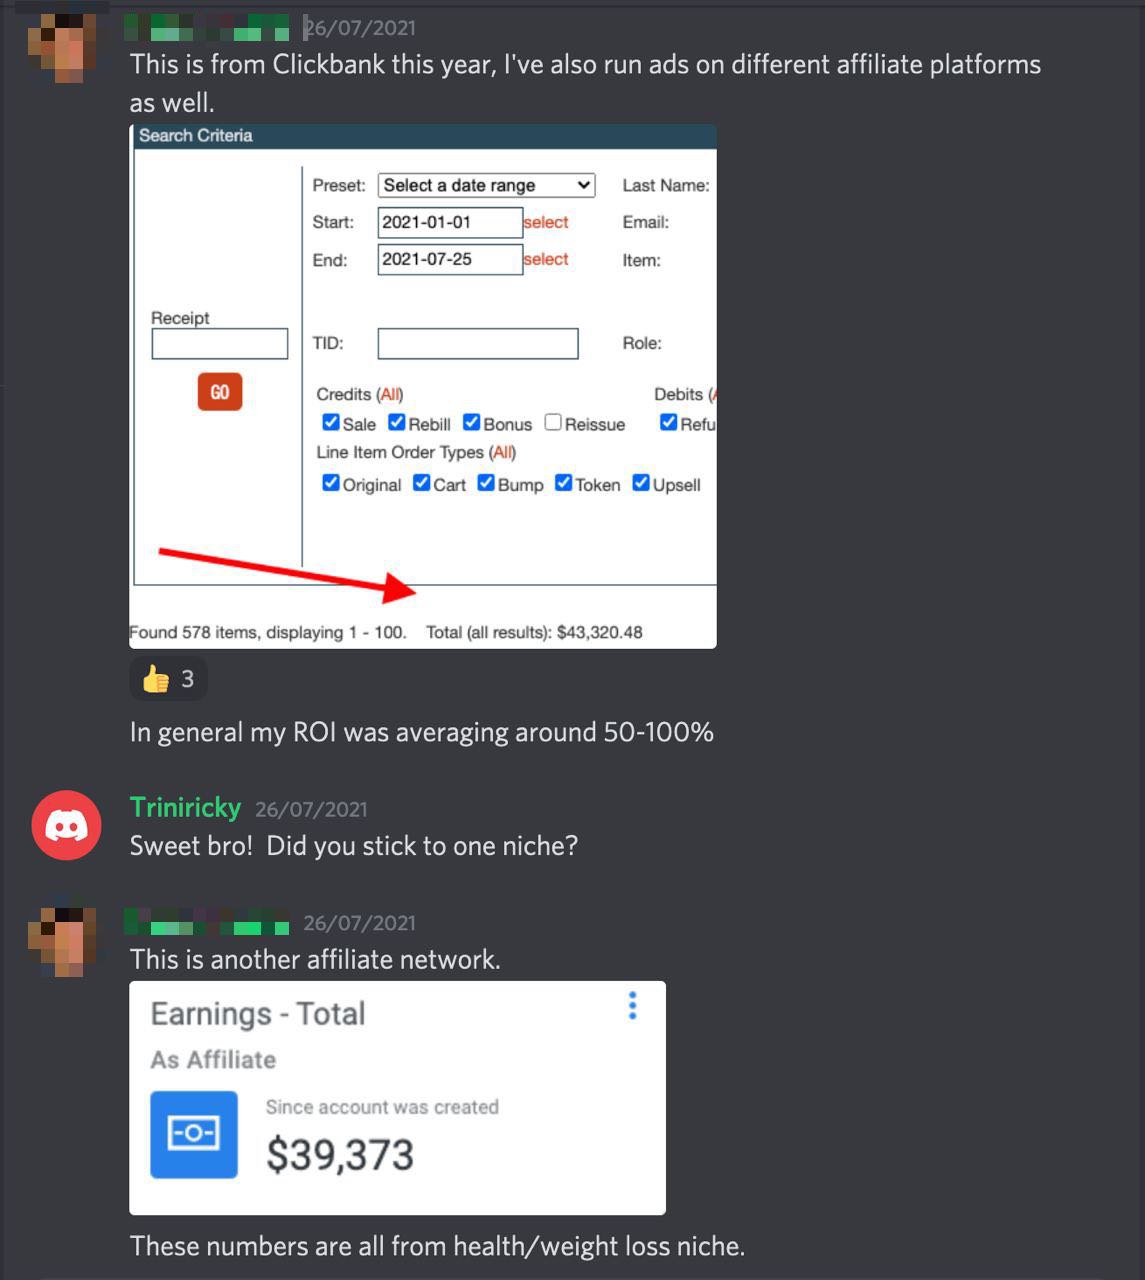 26/07/2021
This is from Clickbank this year, I've also run ads on different affiliate platforms
as well.
Search Criteria
Preset: Select a date range Last Name:
Start: 2021-01-01 select Email:
End: 2021-07-25 select Item:
Receipt
TID: Role:
GO
Credits (All) Debits (
Sale Rebill Bonus Reissue Refu
Line Item Order Types (All)
Original Cart Bump Token Upsell
Found 578 items, displaying 1 - 100. Total (all results): $43,320.48
3
In general my ROI was averaging around 50-100%
Triniricky 26/07/2021
Sweet bro! Did you stick to one niche?
26/07/2021
This is another affiliate network.
Earnings - Total
As Affiliate
Since account was created
$39,373
These numbers are all from health/weight loss niche.